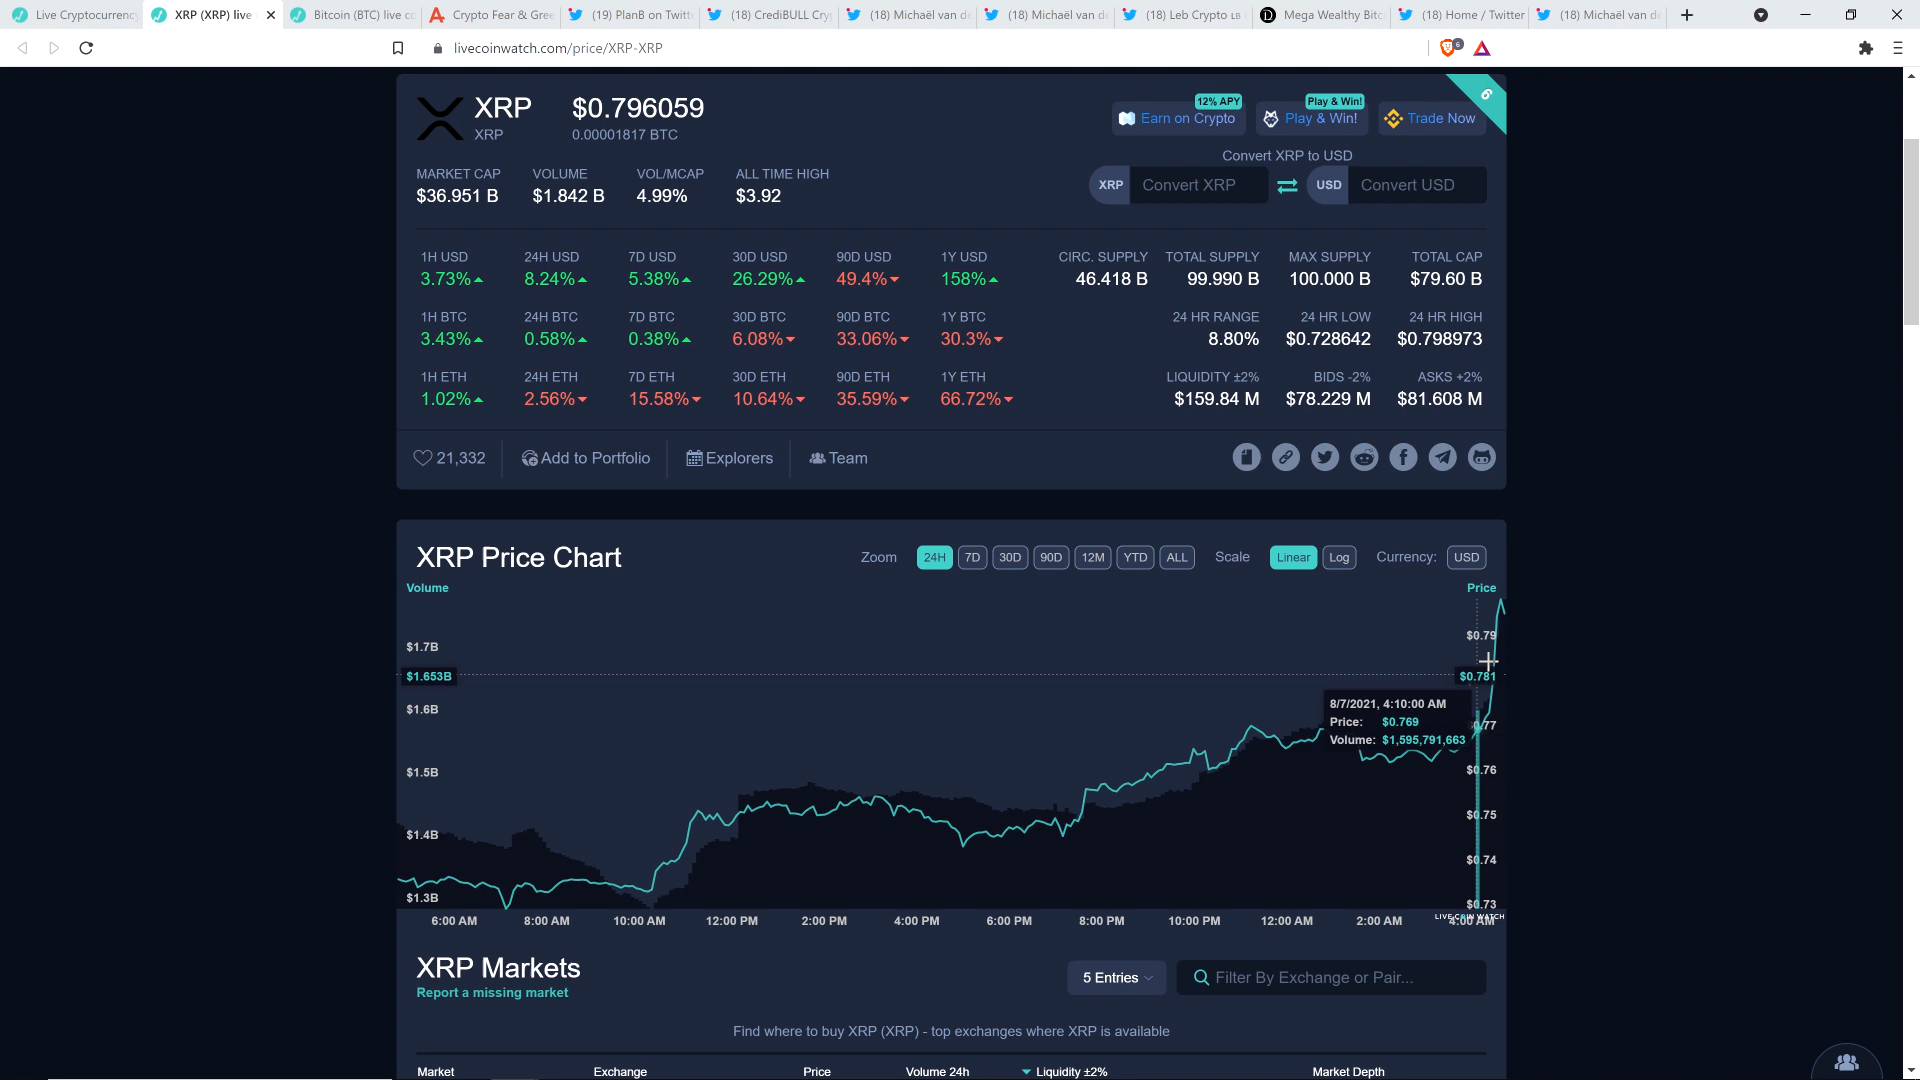 Live Cryptocurrency
XRP (XRP) live
Bitcoin (BTC) live co
Crypto Fear & Gree
(19) PlanB on Twitt
(18) CrediBULL Cry
(18) Michaël van de
(18) Michaël van de
(18) Leb Crypto LB
Mega Wealthy Bitc
(18) Home / Twitter
(18) Michaël van de
livecoinwatch.com/price/XRP-XRP
6
XRP
XRP
$0.796059
0.00001817 BTC
12% APY
Earn on Crypto
Play & Win!
Play & Win!
Trade Now
Convert XRP to USD
XRP
Convert XRP
USD
Convert USD
MARKET CAP VOLUME VOL/MCAP ALL TIME HIGH
$36.951 B $1.842 B 4.99% $3.92
1H USD 24H USD 7D USD 30D USD 90D USD 1Y USD CIRC. SUPPLY TOTAL SUPPLY MAX SUPPLY TOTAL CAP
3.73% 8.24% 5.38% 26.29% 49.4% 158% 46.418 B 99.990 B 100.000 B $79.60 B
1H BTC 24H BTC 7D BTC 30D BTC 90D BTC 1Y BTC 24 HR RANGE 24 HR LOW 24 HR HIGH
3.43% 0.58% 0.38% 6.08% 33.06% 30.3% 8.80% $0.728642 $0.798973
1H ETH 24H ETH 7D ETH 30D ETH 90D ETH 1Y ETH LIQUIDITY ±2% BIDS -2% ASKS +2%
1.02% 2.56% 15.58% 10.64% 35.59% 66.72% $159.84 M $78.229 M $81.608 M
21,332 Add to Portfolio Explorers Team
XRP Price Chart
Zoom 24H 7D 30D 90D 12M YTD ALL Scale Linear Log Currency: USD
Volume Price
$0.79
$1.7B
$1.653B $0.781
8/7/2021, 4:10:00 AM
$1.6B
Price: $0.769
$0.77
Volume: $1,595,791,663
$1.5B $0.76
$0.75
$1.4B
$0.74
$1.3B
$0.73
LIVE COIN WATCH
6:00 AM 8:00 AM 10:00 AM 12:00 PM 2:00 PM 4:00 PM 6:00 PM 8:00 PM 10:00 PM 12:00 AM 2:00 AM 4:00 AM
XRP Markets
Report a missing market
5 Entries
Filter By Exchange or Pair...
Find where to buy XRP (XRP) - top exchanges where XRP is available
Market Exchange Price Volume 24h Liquidity ±2% Market Depth